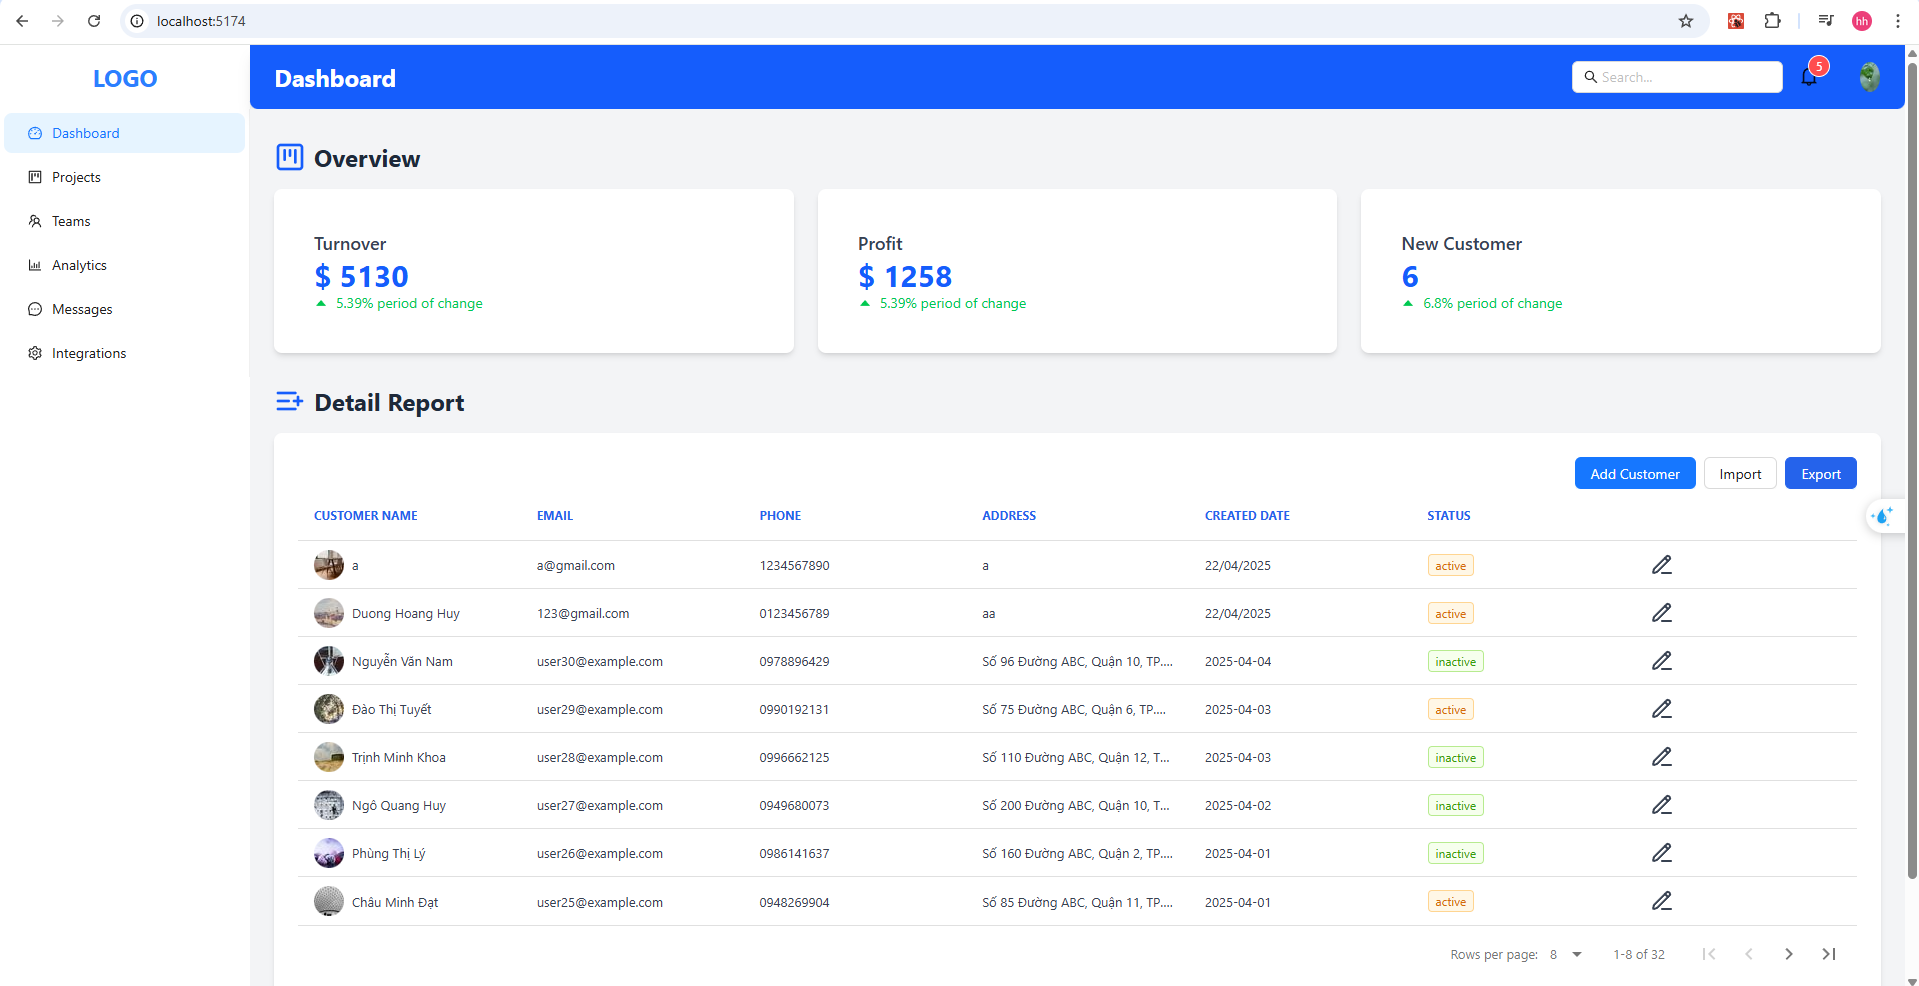 localhost:5174
hh
LOGO
Dashboard
Search...
5
Dashboard
Projects
Teams
Analytics
Messages
Integrations
Overview
Turnover
$ 5130
5.39% period of change
Profit
$ 1258
5.39% period of change
New Customer
6
6.8% period of change
Detail Report
Add Customer Import Export
CUSTOMER NAME EMAIL PHONE ADDRESS CREATED DATE STATUS
a a@gmail.com 1234567890 a 22/04/2025 active
Duong Hoang Huy 123@gmail.com 0123456789 aa 22/04/2025 active
Nguyễn Văn Nam user30@example.com 0978896429 Số 96 Đường ABC, Quận 10, TP.... 2025-04-04 inactive
Đào Thị Tuyết user29@example.com 0990192131 Số 75 Đường ABC, Quận 6, TP.... 2025-04-03 active
Trịnh Minh Khoa user28@example.com 0996662125 Số 110 Đường ABC, Quận 12, T... 2025-04-03 inactive
Ngô Quang Huy user27@example.com 0949680073 Số 200 Đường ABC, Quận 10, T... 2025-04-02 inactive
Phùng Thị Lý user26@example.com 0986141637 Số 160 Đường ABC, Quận 2, TP.... 2025-04-01 inactive
Châu Minh Đạt user25@example.com 0948269904 Số 85 Đường ABC, Quận 11, TP.... 2025-04-01 active
Rows per page: 8 1-8 of 32